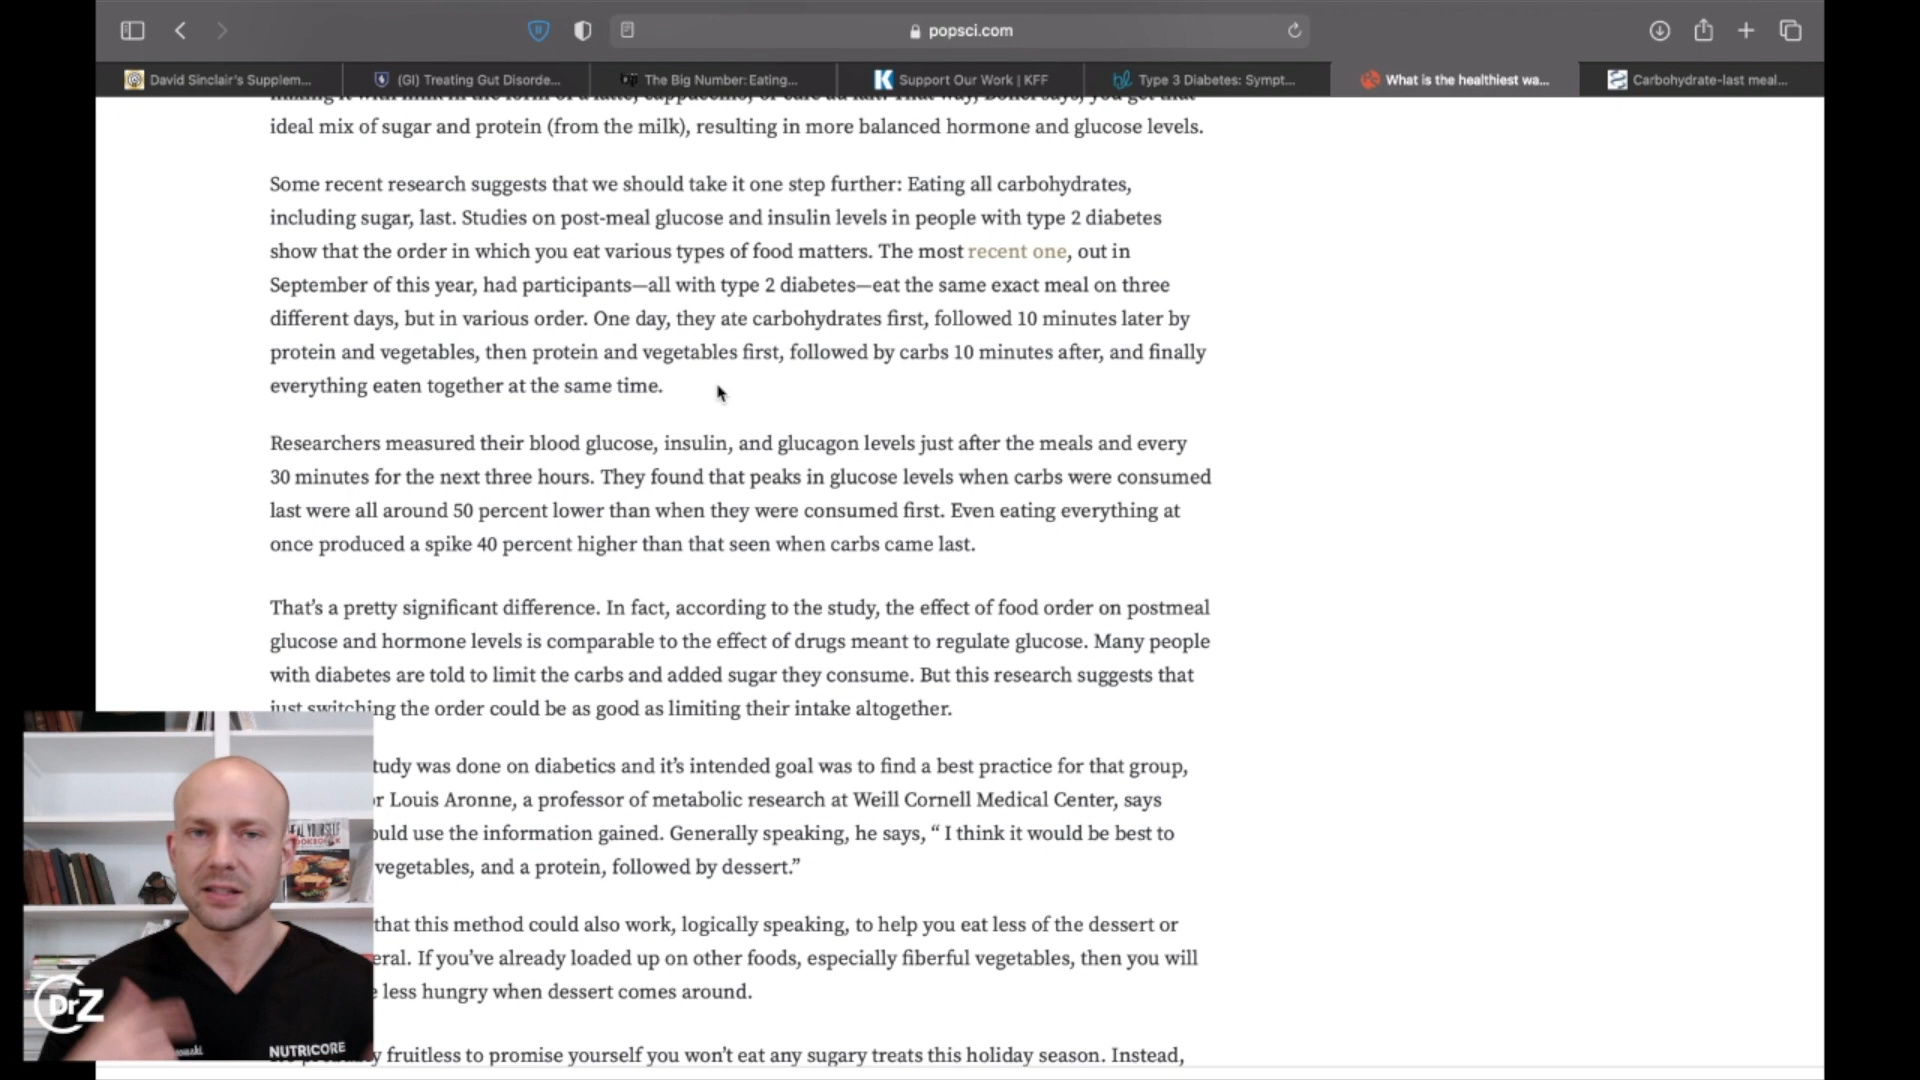 popsci.com
David Sinclair's Supplem...
(GI) Treating Gut Disorde...
The Big Number: Eating...
Support Our Work | KFF
Type 3 Diabetes: Sympt...
What is the healthiest wa...
Carbohydrate-last meal...
ideal mix of sugar and protein (from the milk), resulting in more balanced hormone and glucose levels.
Some recent research suggests that we should take it one step further: Eating all carbohydrates,
including sugar, last. Studies on post-meal glucose and insulin levels in people with type 2 diabetes
show that the order in which you eat various types of food matters. The most recent one, out in
September of this year, had participants—all with type 2 diabetes—eat the same exact meal on three
different days, but in various order. One day, they ate carbohydrates first, followed 10 minutes later by
protein and vegetables, then protein and vegetables first, followed by carbs 10 minutes after, and finally
everything eaten together at the same time.
Researchers measured their blood glucose, insulin, and glucagon levels just after the meals and every
30 minutes for the next three hours. They found that peaks in glucose levels when carbs were consumed
last were all around 50 percent lower than when they were consumed first. Even eating everything at
once produced a spike 40 percent higher than that seen when carbs came last.
That's a pretty significant difference. In fact, according to the study, the effect of food order on postmeal
glucose and hormone levels is comparable to the effect of drugs meant to regulate glucose. Many people
with diabetes are told to limit the carbs and added sugar they consume. But this research suggests that
just switching the order could be as good as limiting their intake altogether.
tudy was done on diabetics and it's intended goal was to find a best practice for that group,
r Louis Aronne, a professor of metabolic research at Weill Cornell Medical Center, says
ould use the information gained. Generally speaking, he says, " I think it would be best to
vegetables, and a protein, followed by dessert."
that this method could also work, logically speaking, to help you eat less of the dessert or
eral. If you've already loaded up on other foods, especially fiberful vegetables, then you will
less hungry when dessert comes around.
fruitless to promise yourself you won't eat any sugary treats this holiday season. Instead,
DrZ
NUTRICORE